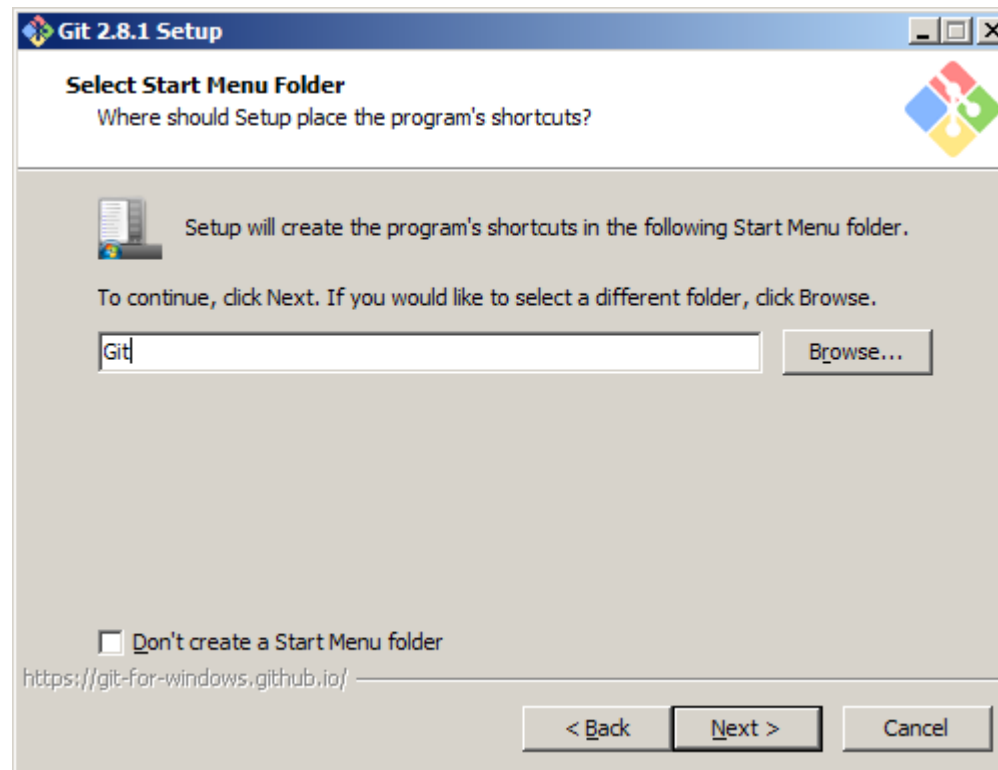 Git 2.8.1 Setup
Select Start Menu Folder
Where should Setup place the program's shortcuts?
Setup will create the program's shortcuts in the following Start Menu folder.
To continue, click Next. If you would like to select a different folder, click Browse.
Git
Browse...
Don't create a Start Menu folder
https://git-for-windows.github.io/
< Back
Next >
Cancel